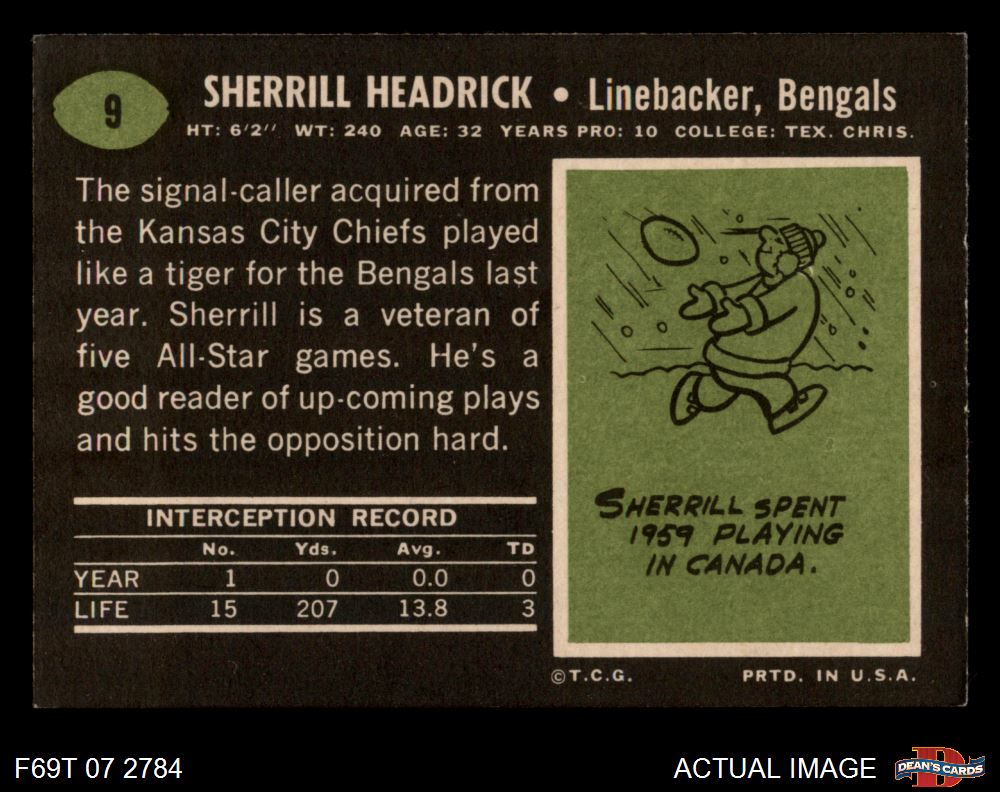 9
SHERRILL HEADRICK • Linebacker, Bengals
HT: 6'2" WT: 240 AGE: 32 YEARS PRO: 10 COLLEGE: TEX. CHRIS.
The signal-caller acquired from
the Kansas City Chiefs played
like a tiger for the Bengals last
year. Sherrill is a veteran of
five All-Star games. He's a
good reader of up-coming plays
and hits the opposition hard.
INTERCEPTION RECORD
No. Yds. Avg. TD
YEAR 1 0 0.0 0
LIFE 15 207 13.8 3
SHERRILL SPENT
1959 PLAYING
IN CANADA.
©T.C.G. PRTD. IN U.S.A.
F69T 07 2784
ACTUAL IMAGE
D
DEAN'S CARDS